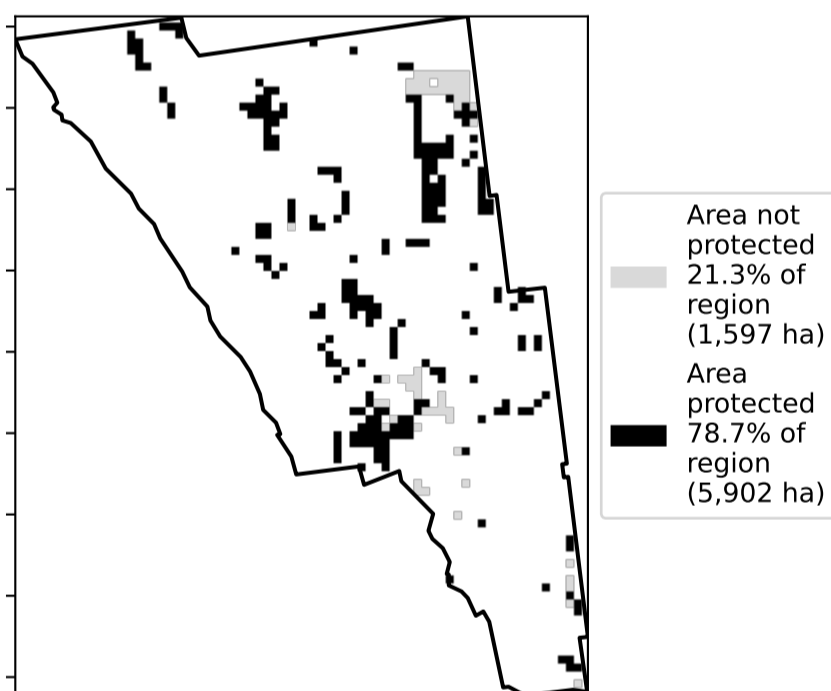 Area not
protected
21.3% of
region
(1,597 ha)
Area
protected
78.7% of
region
(5,902 ha)